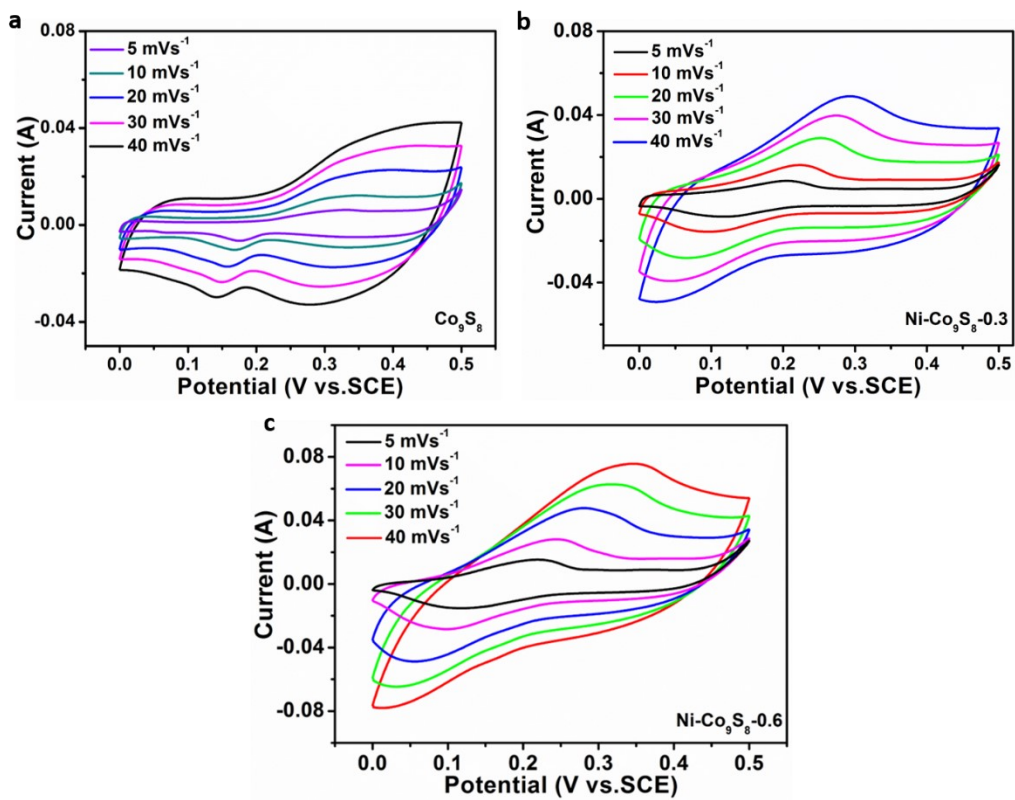 a
0.08
0.04
0.00
-0.04
Current (A)
5 mVs⁻¹
10 mVs⁻¹
20 mVs⁻¹
30 mVs⁻¹
40 mVs⁻¹
Co₉S₈
0.0 0.1 0.2 0.3 0.4 0.5
Potential (V vs.SCE)
b
0.08
0.04
0.00
-0.04
Current (A)
5 mVs⁻¹
10 mVs⁻¹
20 mVs⁻¹
30 mVs⁻¹
40 mVs⁻¹
Ni-Co₉S₈-0.3
0.0 0.1 0.2 0.3 0.4 0.5
Potential (V vs.SCE)
c
0.08
0.04
0.00
-0.04
-0.08
Current (A)
5 mVs⁻¹
10 mVs⁻¹
20 mVs⁻¹
30 mVs⁻¹
40 mVs⁻¹
Ni-Co₉S₈-0.6
0.0 0.1 0.2 0.3 0.4 0.5
Potential (V vs.SCE)